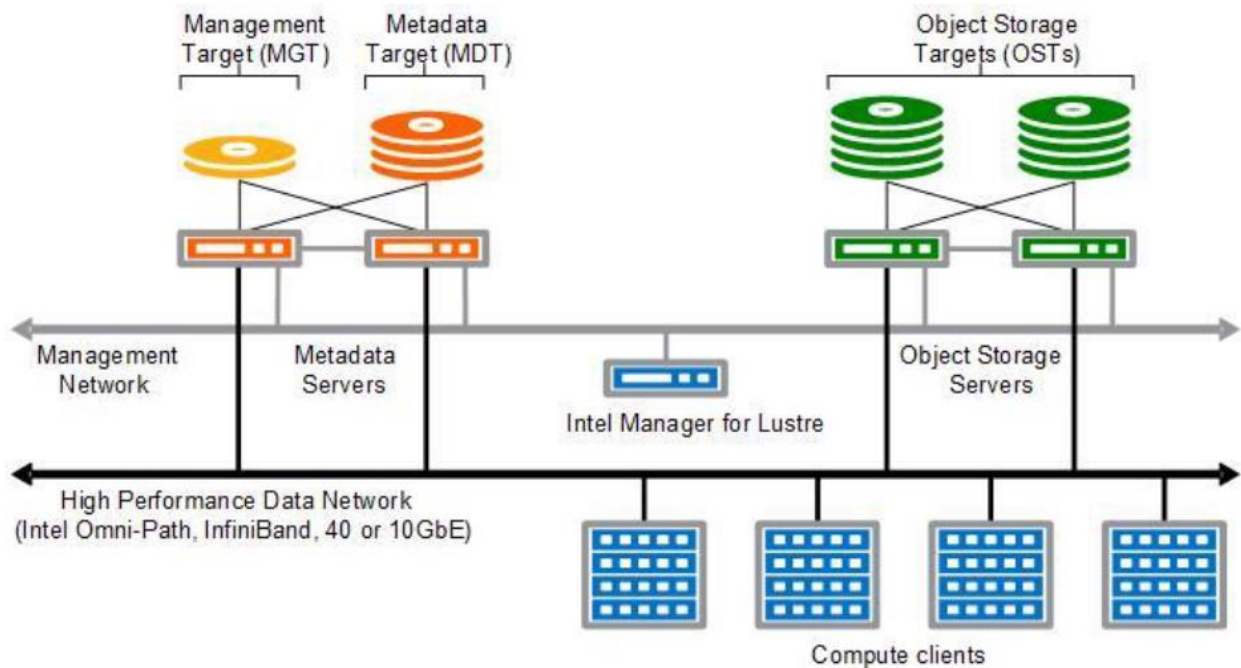 Management
Target (MGT)
Metadata
Target (MDT)
Object Storage
Targets (OSTs)
Management
Network
Metadata
Servers
Object Storage
Servers
Intel Manager for Lustre
High Performance Data Network
(Intel Omni-Path, InfiniBand, 40 or 10GbE)
Compute clients